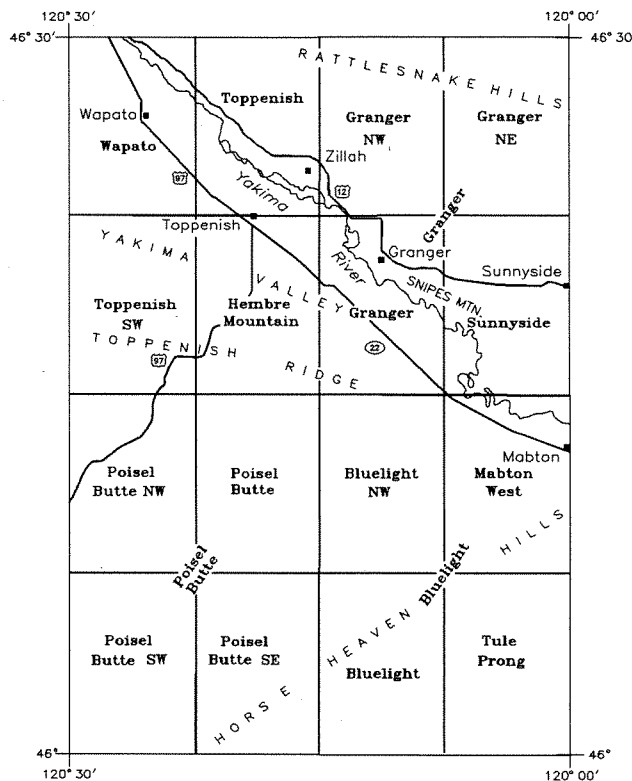 120° 30'
120° 00'
46° 30'
46° 30
RATTLESNAKE HILLS
Toppenish
Granger
NW
Granger
NE
Wapato
Wapato
Zillah
97
12
Yakima
Granger
Toppenish
YAKIMA
VALLEY
River
Granger
SNIPES MTN.
Sunnyside
Toppenish
SW
Hembre
Mountain
Granger
Sunnyside
TOPPENISH
RIDGE
97
22
Mabton
Poisel
Butte NW
Poisel
Butte
Bluelight
NW
Mabton
West
Poisel
Butte
Bluelight
HORSE HEAVEN HILLS
Poisel
Butte SW
Poisel
Butte SE
Bluelight
Tule
Prong
46°
46°
120° 30'
120° 00'